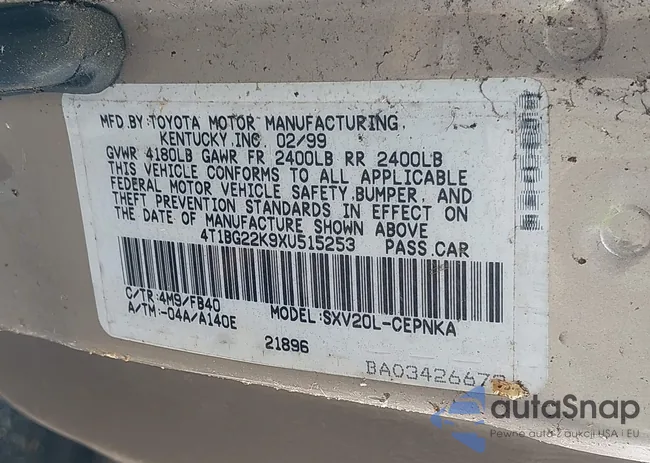 MFD.BY:TOYOTA MOTOR MANUFACTURING,
KENTUCKY,INC. 02/99
GVWR 4180LB GAWR FR 2400LB RR 2400LB
THIS VEHICLE CONFORMS TO ALL APPLICABLE
FEDERAL MOTOR VEHICLE SAFETY,BUMPER, AND
THEFT PREVENTION STANDARDS IN EFFECT ON
THE DATE OF MANUFACTURE SHOWN ABOVE
4T1BG22K9XU515253 PASS.CAR
C/TR:4M9/FB40 MODEL:SXV20L-CEPNKA
A/TM:-04A/A140E
21896
BA0342667
autaSnap
Pewne auta z aukcji USA i EU